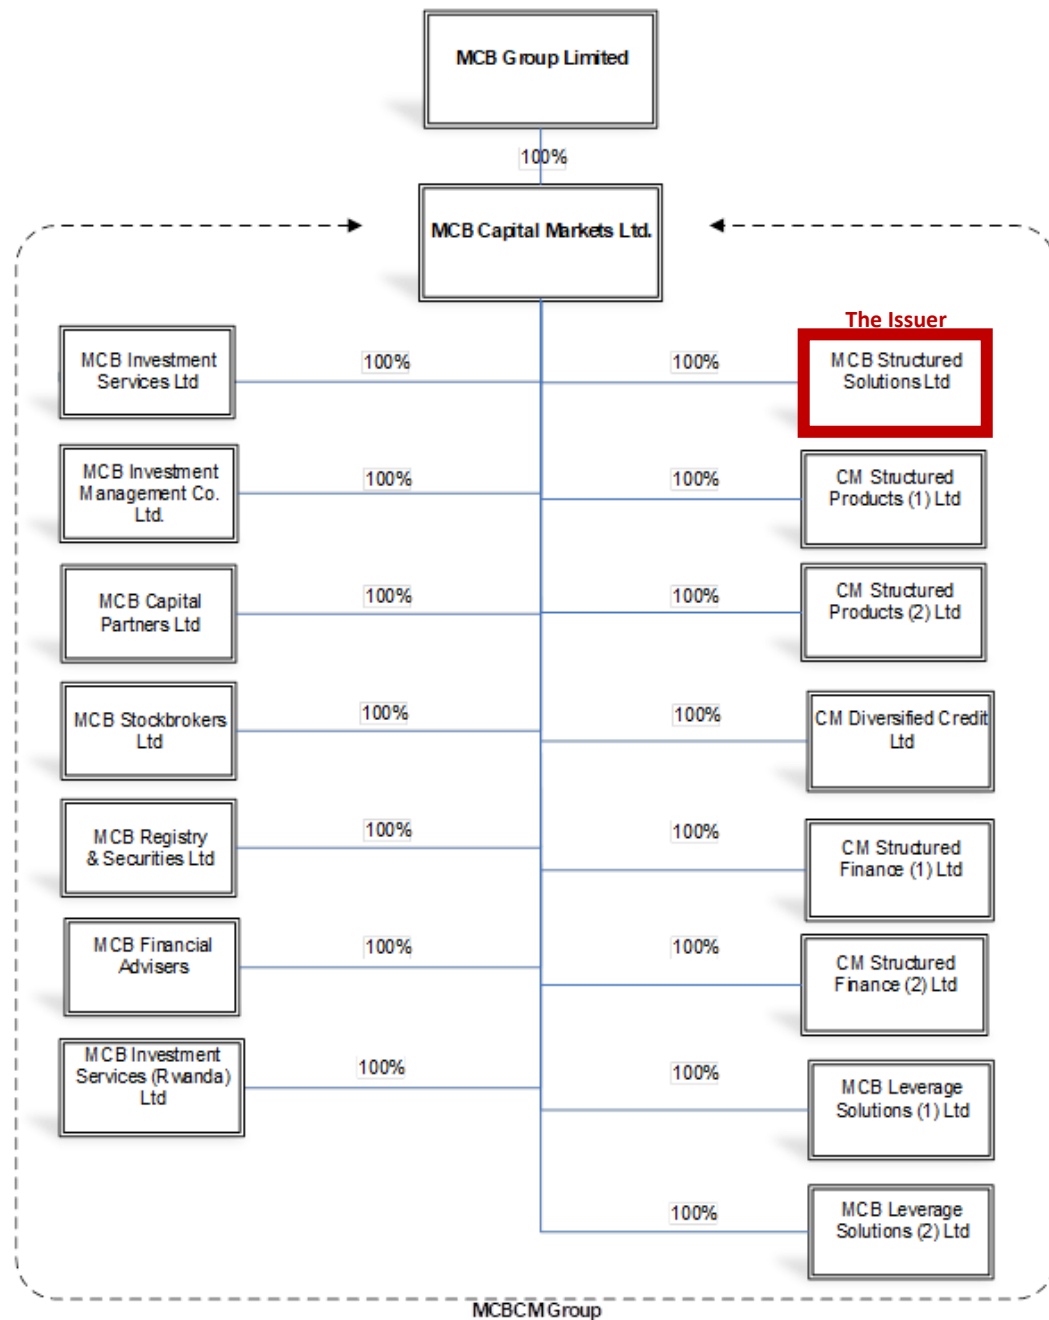 MCB Group Limited
100%
MCB Capital Markets Ltd.
The Issuer
MCB Investment
Services Ltd
100%
100%
MCB Structured
Solutions Ltd
MCB Investment
Management Co.
Ltd.
100%
100%
CM Structured
Products (1) Ltd
MCB Capital
Partners Ltd
100%
100%
CM Structured
Products (2) Ltd
MCB Stockbrokers
Ltd
100%
100%
CM Diversified Credit
Ltd
MCB Registry
& Securities Ltd
100%
100%
CM Structured
Finance (1) Ltd
MCB Financial
Advisers
100%
100%
CM Structured
Finance (2) Ltd
MCB Investment
Services (Rwanda)
Ltd
100%
100%
MCB Leverage
Solutions (1) Ltd
100%
MCB Leverage
Solutions (2) Ltd
MCBCM Group